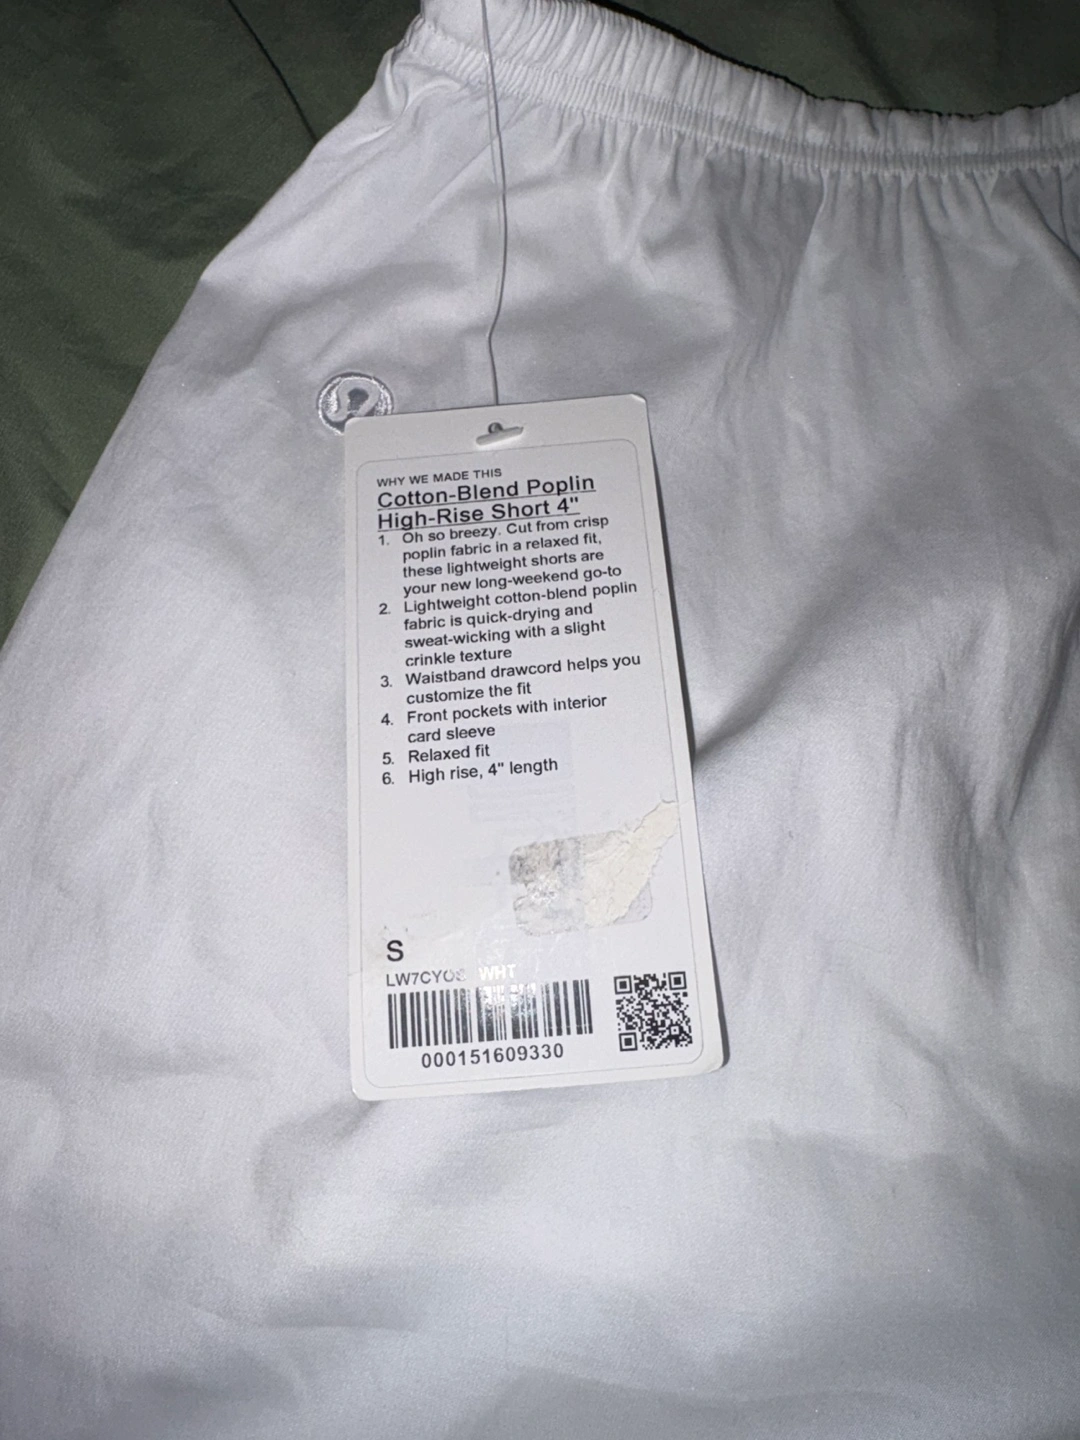 WHY WE MADE THIS
Cotton-Blend Poplin
High-Rise Short 4"
1. Oh so breezy. Cut from crisp
poplin fabric in a relaxed fit,
these lightweight shorts are
your new long-weekend go-to
2. Lightweight cotton-blend poplin
fabric is quick-drying and
sweat-wicking with a slight
crinkle texture
3. Waistband drawcord helps you
customize the fit
4. Front pockets with interior
card sleeve
5. Relaxed fit
6. High rise, 4" length
S
WHT
000151609330